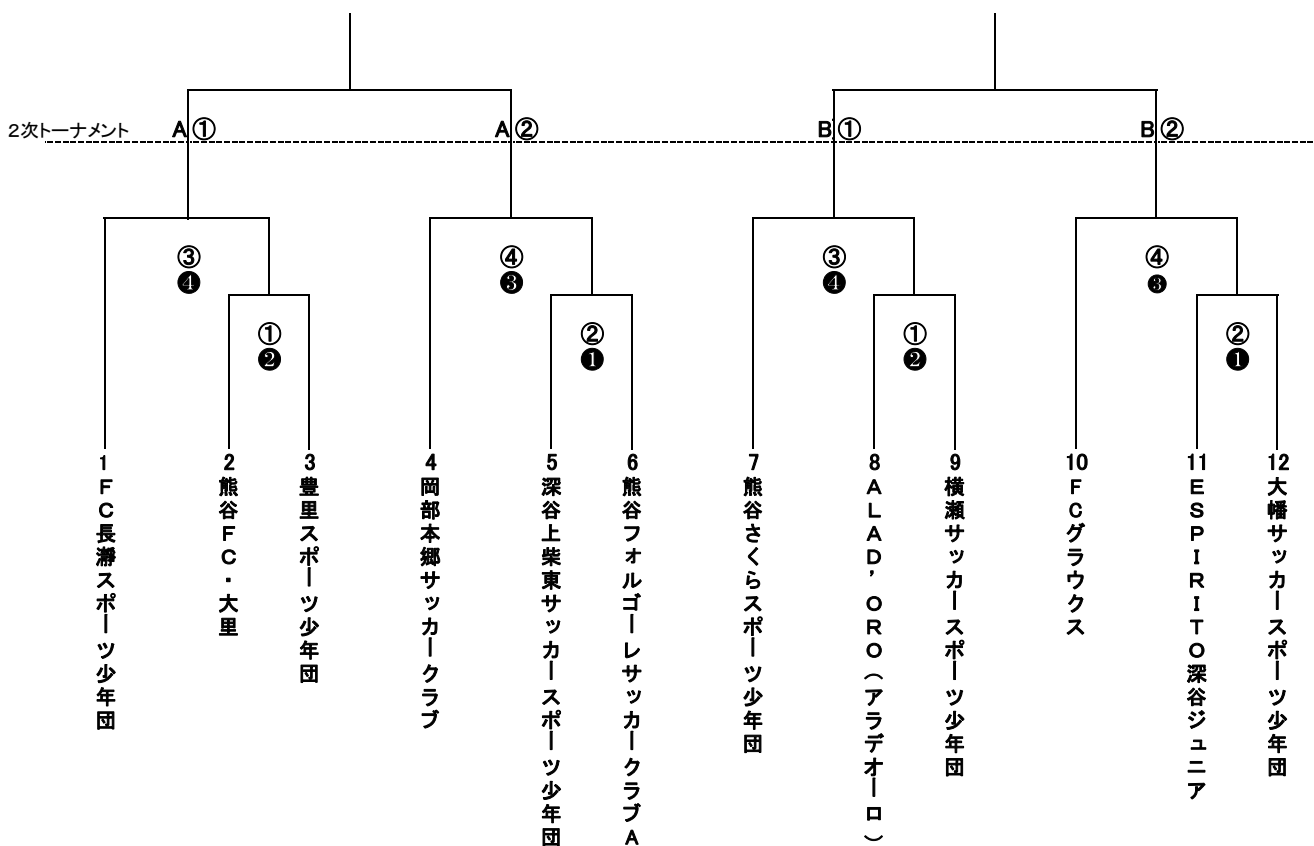 2次トーナメント A① A② B① B②
③ ④ ③ ④
❹ ❸ ❹ ❸
① ② ① ②
❷ ❶ ❷ ❶
1 FC長瀞スポーツ少年団
2 熊谷FC・大里
3 豊里スポーツ少年団
4 岡部本郷サッカークラブ
5 深谷上柴東サッカースポーツ少年団
6 熊谷フォルゴーレサッカークラブA
7 熊谷さくらスポーツ少年団
8 ALAD’ORO(アラデオーロ)
9 横瀬サッカースポーツ少年団
10 FCグラウクス
11 ESPIRITO深谷ジュニア
12 大幡サッカースポーツ少年団